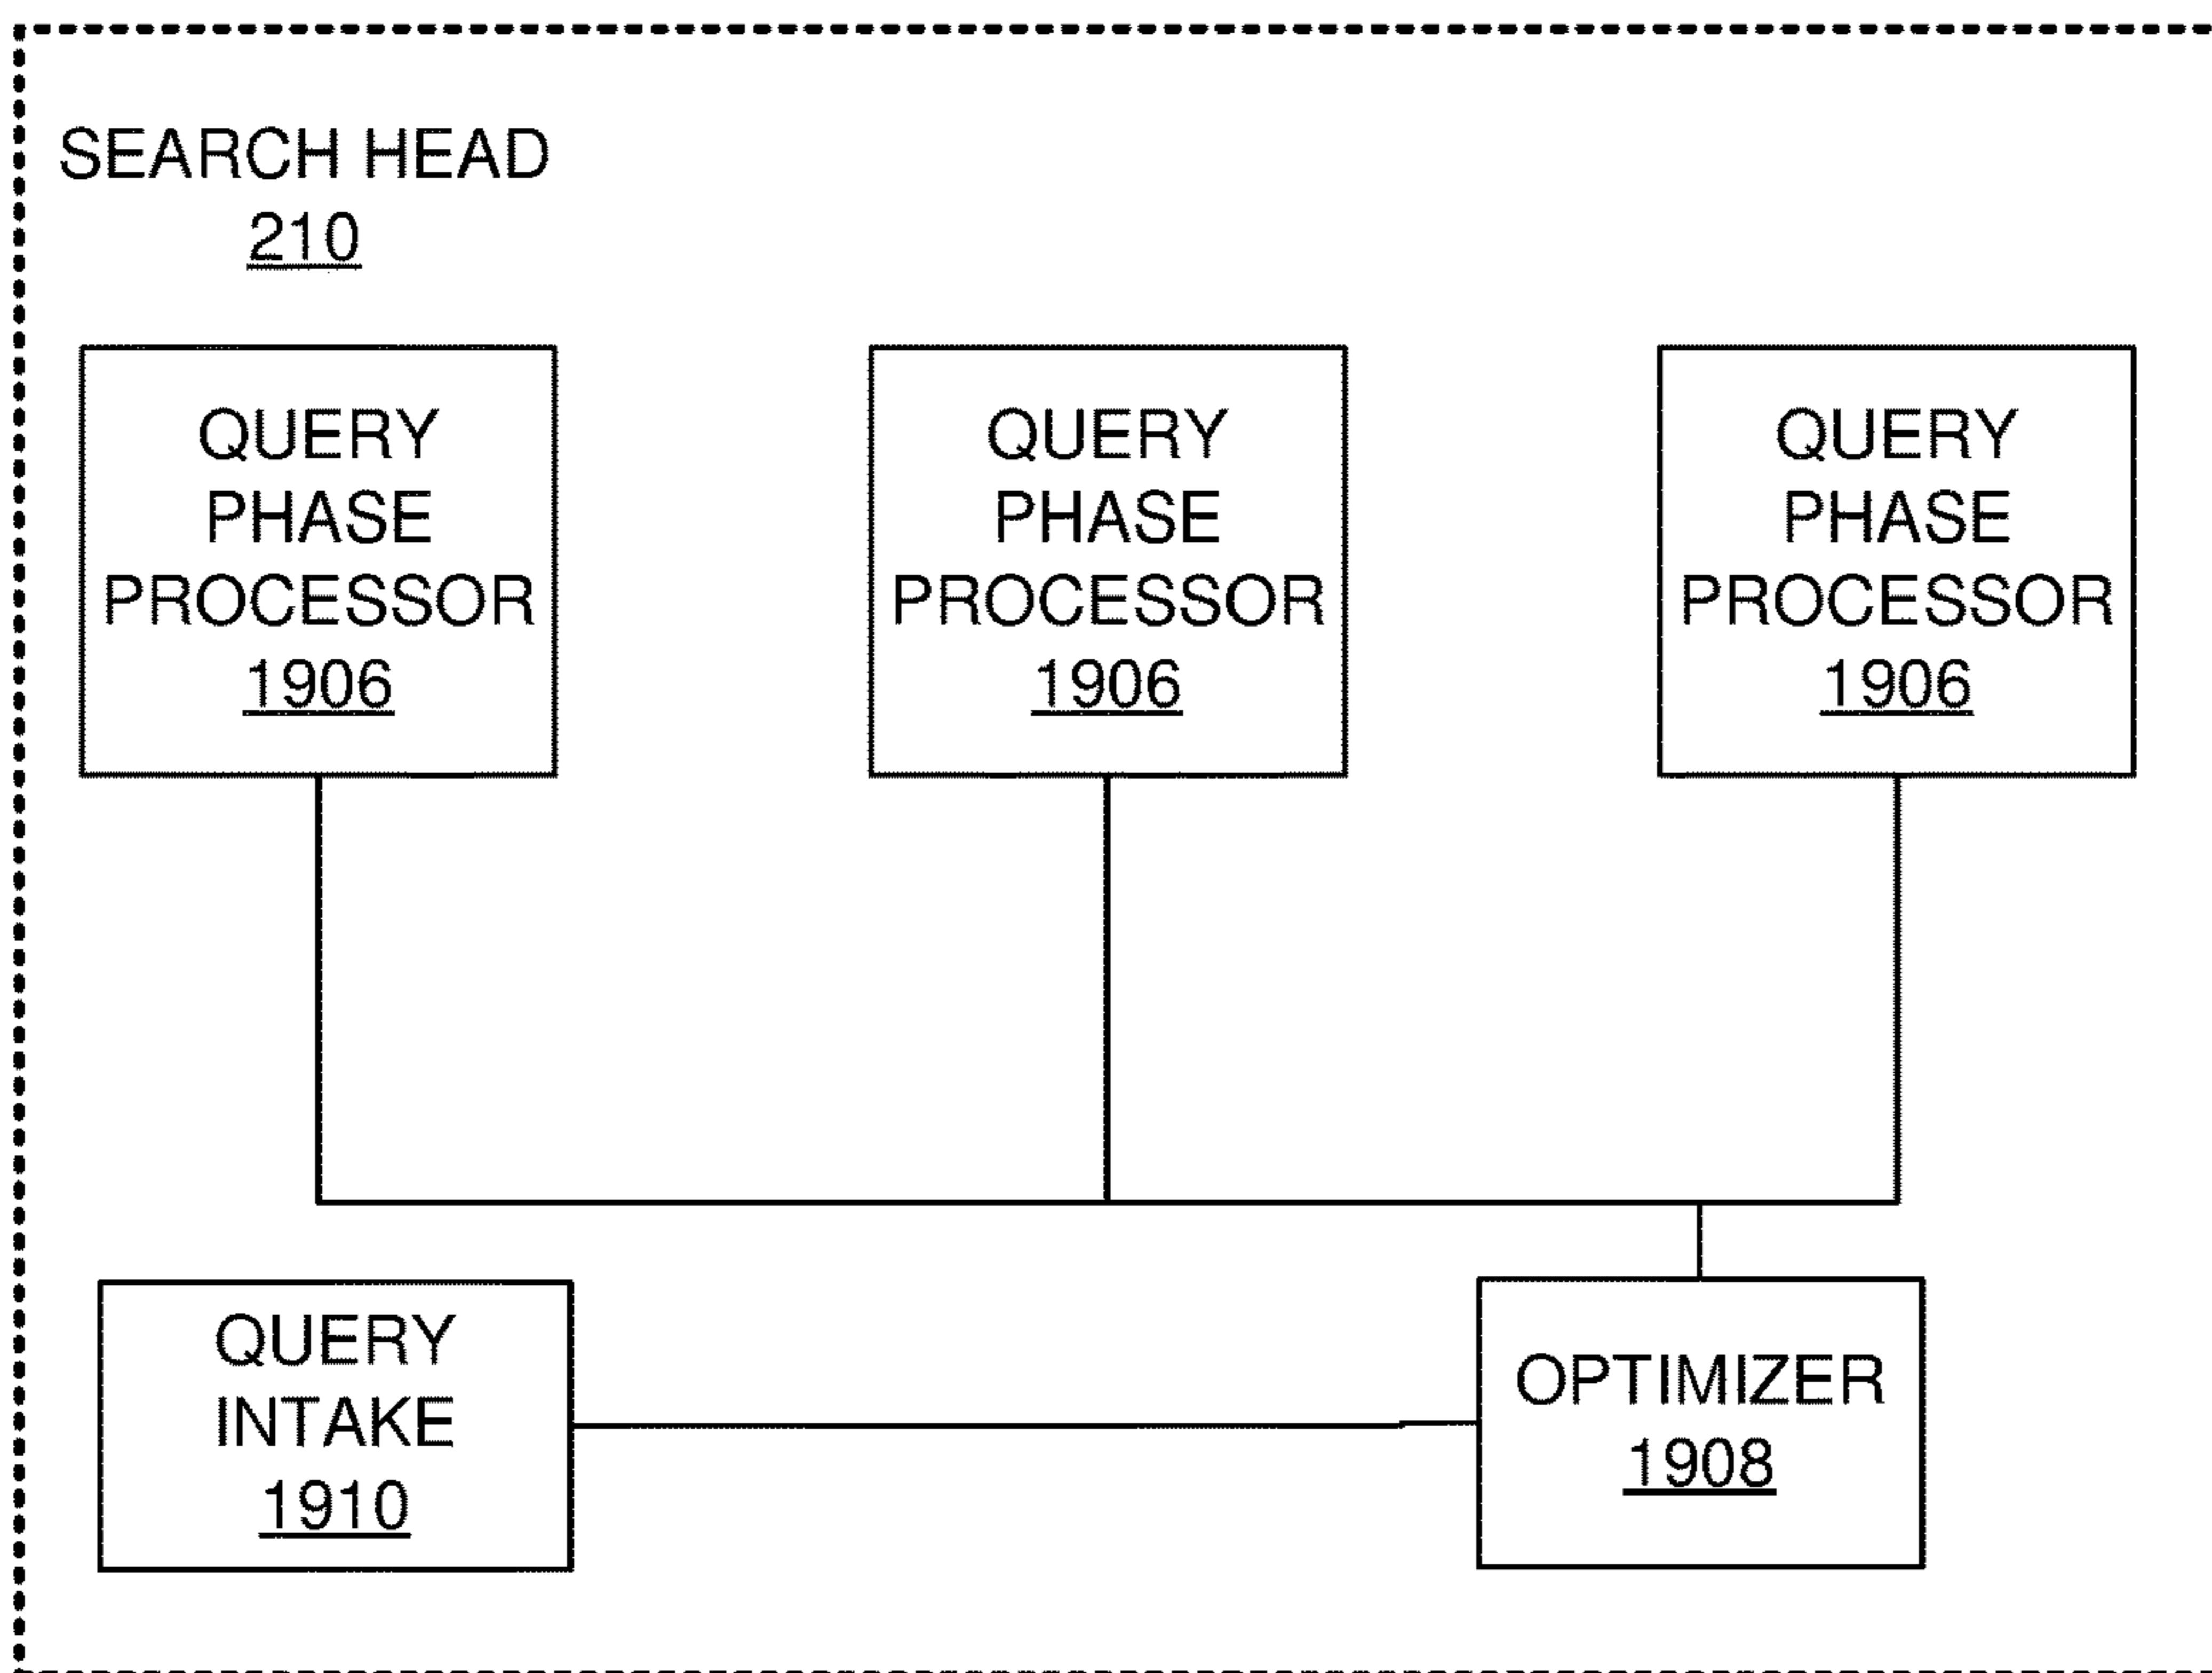 SEARCH HEAD
210
QUERY
PHASE
PROCESSOR
1906
QUERY
PHASE
PROCESSOR
1906
QUERY
PHASE
PROCESSOR
1906
QUERY
INTAKE
1910
OPTIMIZER
1908